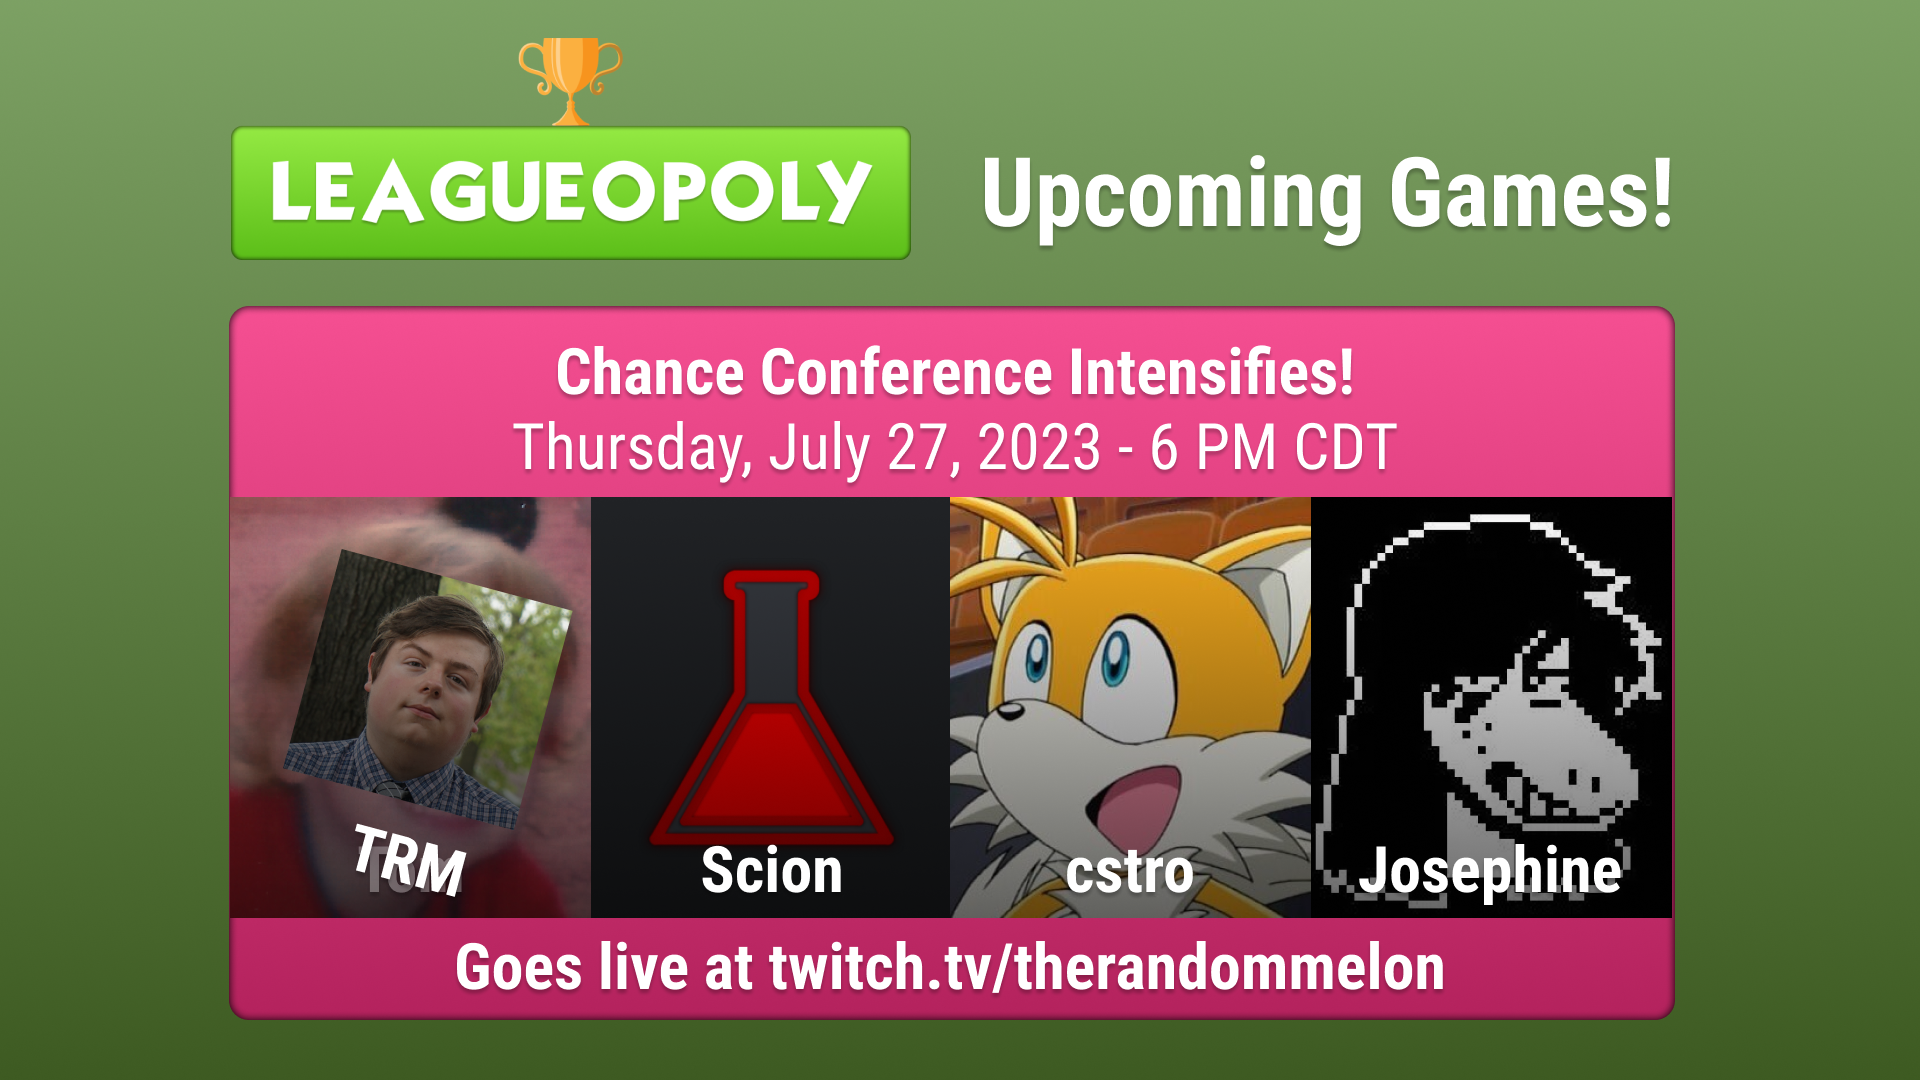 LEAGUEOPOLY
Upcoming Games!
Chance Conference Intensifies!
Thursday, July 27, 2023 - 6 PM CDT
TRM
Scion
cstro
Josephine
Goes live at twitch.tv/therandommelon